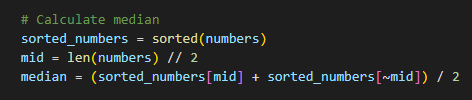 # Calculate median
sorted_numbers = sorted(numbers)
mid = len(numbers) // 2
median = (sorted_numbers[mid] + sorted_numbers[~mid]) / 2